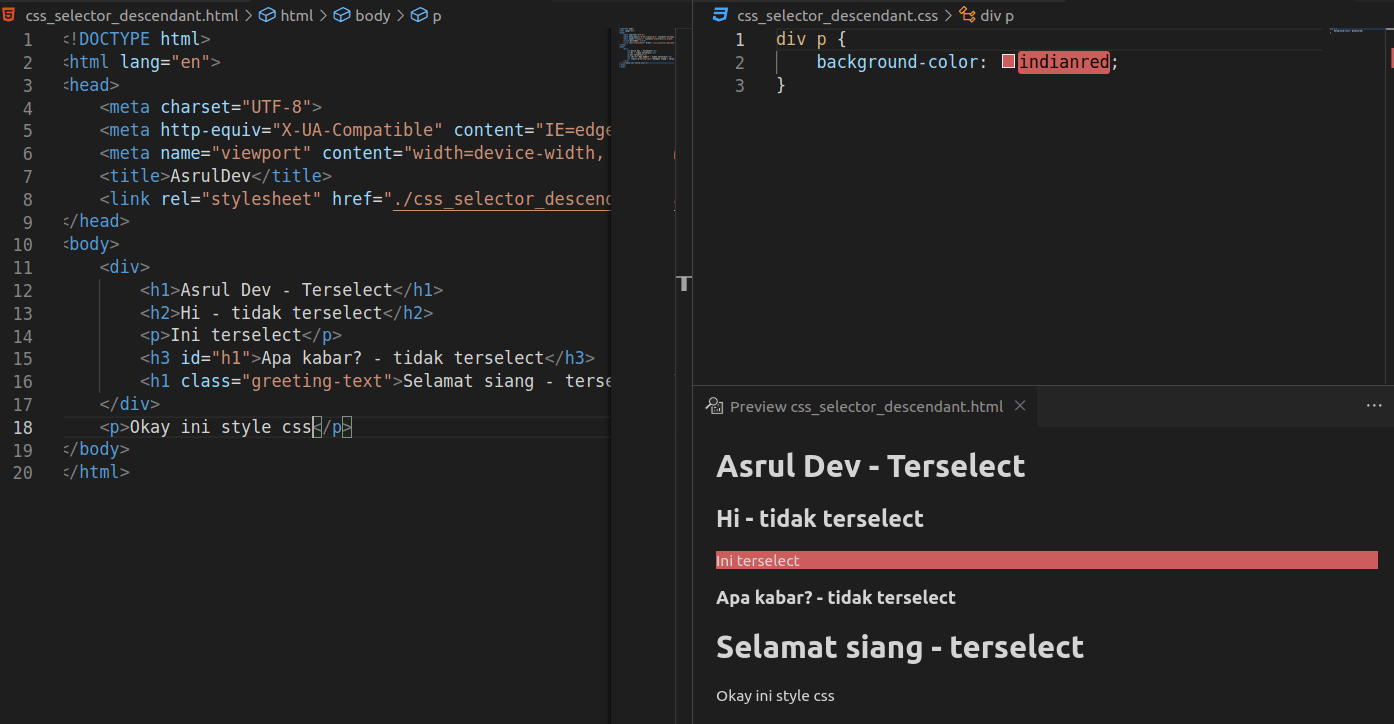 css_selector_descendant.html > html > body > p
1 <!DOCTYPE html>
2 <html lang="en">
3 <head>
4 <meta charset="UTF-8">
5 <meta http-equiv="X-UA-Compatible" content="IE=edge
6 <meta name="viewport" content="width=device-width,
7 <title>AsrulDev</title>
8 <link rel="stylesheet" href="./css_selector_descend
9 </head>
10 <body>
11 <div>
12 <h1>Asrul Dev - Terselect</h1>
13 <h2>Hi - tidak terselect</h2>
14 <p>Ini terselect</p>
15 <h3 id="h1">Apa kabar? - tidak terselect</h3>
16 <h1 class="greeting-text">Selamat siang - terse
17 </div>
18 <p>Okay ini style css</p>
19 </body>
20 </html>
css_selector_descendant.css > div p
1 div p {
2 background-color: indianred;
3 }
Preview css_selector_descendant.html
Asrul Dev - Terselect
Hi - tidak terselect
Ini terselect
Apa kabar? - tidak terselect
Selamat siang - terselect
Okay ini style css